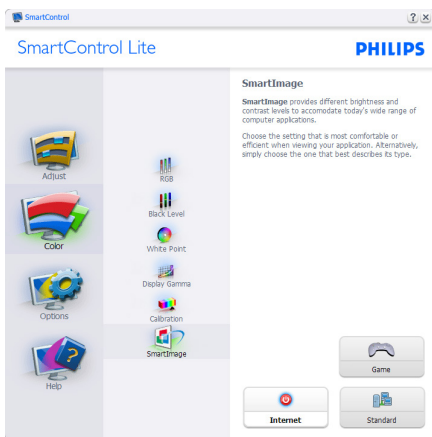 SmartControl
SmartControl Lite
PHILIPS
Adjust
Color
Options
Help
RGB
Black Level
White Point
Display Gamma
Calibration
SmartImage
SmartImage
SmartImage provides different brightness and
contrast levels to accomodate today's wide range of
computer applications.
Choose the setting that is most comfortable or
efficient when viewing your application. Alternatively,
simply choose the one that best describes its type.
Game
Internet
Standard